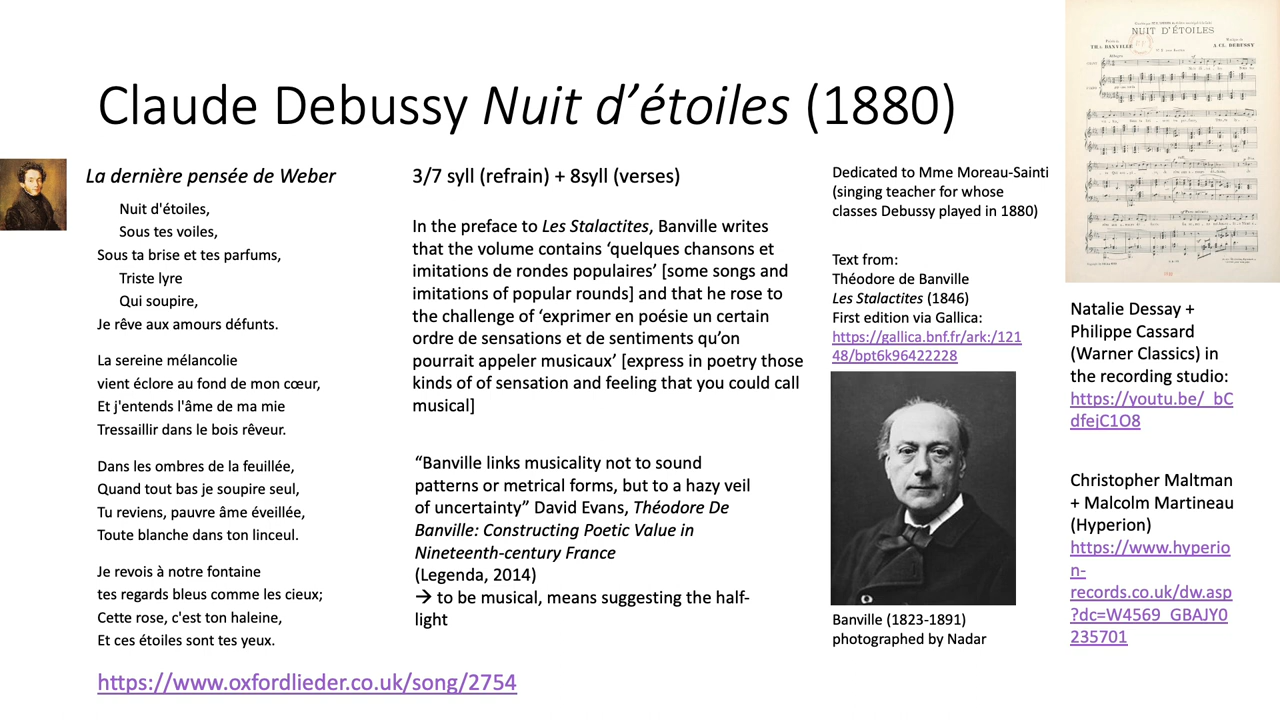 Claude Debussy Nuit d’étoiles (1880)
La dernière pensée de Weber
Nuit d'étoiles,
Sous tes voiles,
Sous ta brise et tes parfums,
Triste lyre
Qui soupire,
Je rêve aux amours défunts.
La sereine mélancolie
vient éclore au fond de mon cœur,
Et j'entends l'âme de ma mie
Tressaillir dans le bois rêveur.
Dans les ombres de la feuillée,
Quand tout bas je soupire seul,
Tu reviens, pauvre âme éveillée,
Toute blanche dans ton linceul.
Je revois à notre fontaine
tes regards bleus comme les cieux;
Cette rose, c'est ton haleine,
Et ces étoiles sont tes yeux.
https://www.oxfordlieder.co.uk/song/2754
3/7 syll (refrain) + 8syll (verses)
In the preface to Les Stalactites, Banville writes
that the volume contains ‘quelques chansons et
imitations de rondes populaires’ [some songs and
imitations of popular rounds] and that he rose to
the challenge of ‘exprimer en poésie un certain
ordre de sensations et de sentiments qu’on
pourrait appeler musicaux’ [express in poetry those
kinds of of sensation and feeling that you could call
musical]
“Banville links musicality not to sound
patterns or metrical forms, but to a hazy veil
of uncertainty” David Evans, Théodore De
Banville: Constructing Poetic Value in
Nineteenth-century France
(Legenda, 2014)
→ to be musical, means suggesting the half-
light
Dedicated to Mme Moreau-Sainti
(singing teacher for whose
classes Debussy played in 1880)
Text from:
Théodore de Banville
Les Stalactites (1846)
First edition via Gallica:
https://gallica.bnf.fr/ark:/121
48/bpt6k96422228
Banville (1823-1891)
photographed by Nadar
NUIT D'ÉTOILES
TH. de BANVILLE
A. CL. DEBUSSY
Natalie Dessay +
Philippe Cassard
(Warner Classics) in
the recording studio:
https://youtu.be/_bC
dfejC1O8
Christopher Maltman
+ Malcolm Martineau
(Hyperion)
https://www.hyperio
n-
records.co.uk/dw.asp
?dc=W4569_GBAJY0
235701